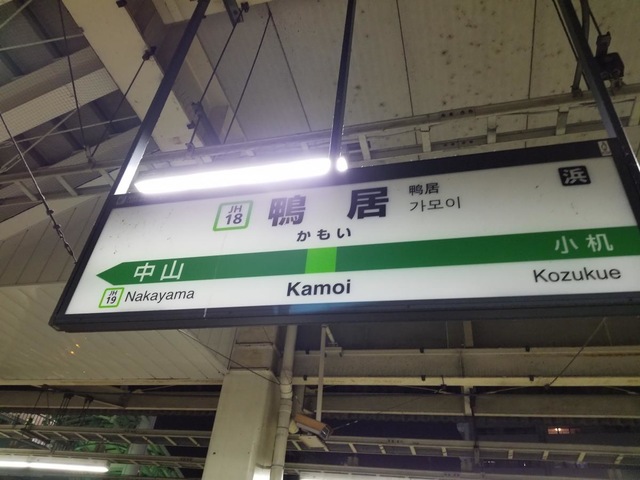 浜
JH
18
鴨居
鴨居
가모이
かもい
中山
小机
JH
19
Nakayama
Kamoi
Kozukue